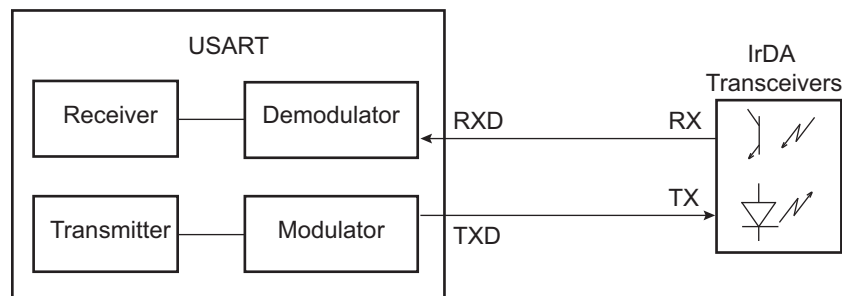 USART
IrDA
Transceivers
Receiver
Demodulator
RXD
RX
Transmitter
Modulator
TXD
TX